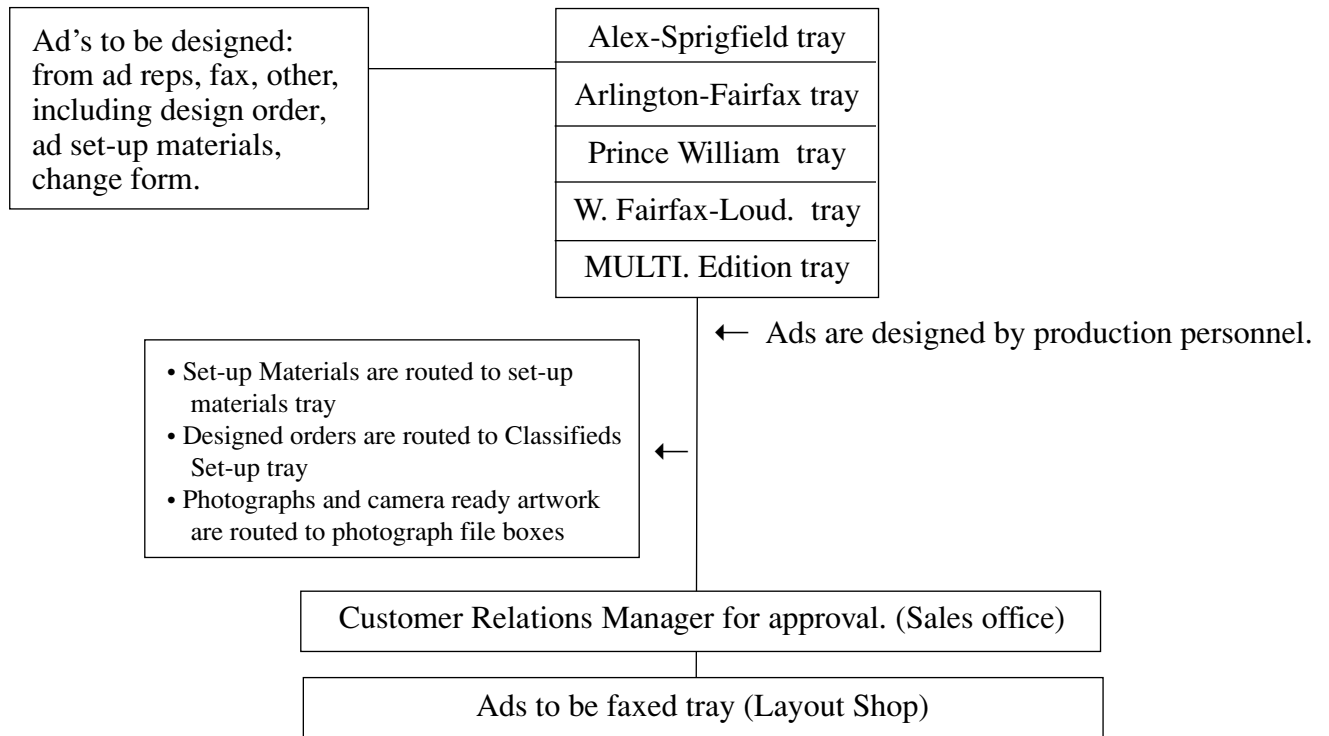 Ad’s to be designed:
from ad reps, fax, other,
including design order,
ad set-up materials,
change form.
Alex-Sprigfield tray
Arlington-Fairfax tray
Prince William  tray
W. Fairfax-Loud.  tray
MULTI. Edition tray
← Ads are designed by production personnel.
• Set-up Materials are routed to set-up
materials tray
• Designed orders are routed to Classifieds
Set-up tray
• Photographs and camera ready artwork
are routed to photograph file boxes
←
Customer Relations Manager for approval. (Sales office)
Ads to be faxed tray (Layout Shop)